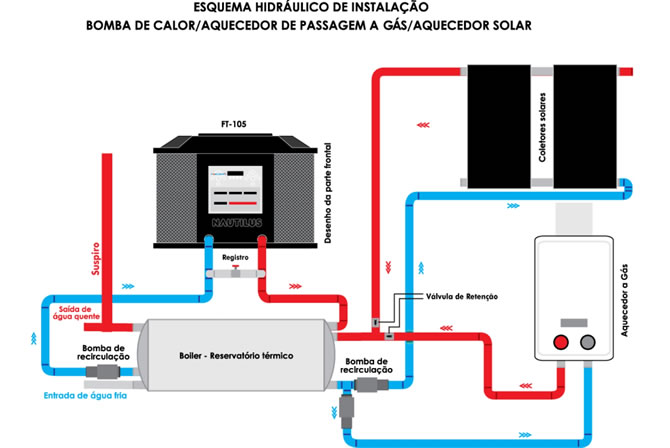 ESQUEMA HIDRÁULICO DE INSTALAÇÃO
BOMBA DE CALOR/AQUECEDOR DE PASSAGEM A GÁS/AQUECEDOR SOLAR
FT-105
NAUTILUS
Desenho da parte frontal
Coletores solares
Suspiro
Registro
Saída de
água quente
Válvula de Retenção
Aquecedor a Gás
Bomba de
recirculação
Boiler - Reservatório térmico
Bomba de
recirculação
Entrada de água fria